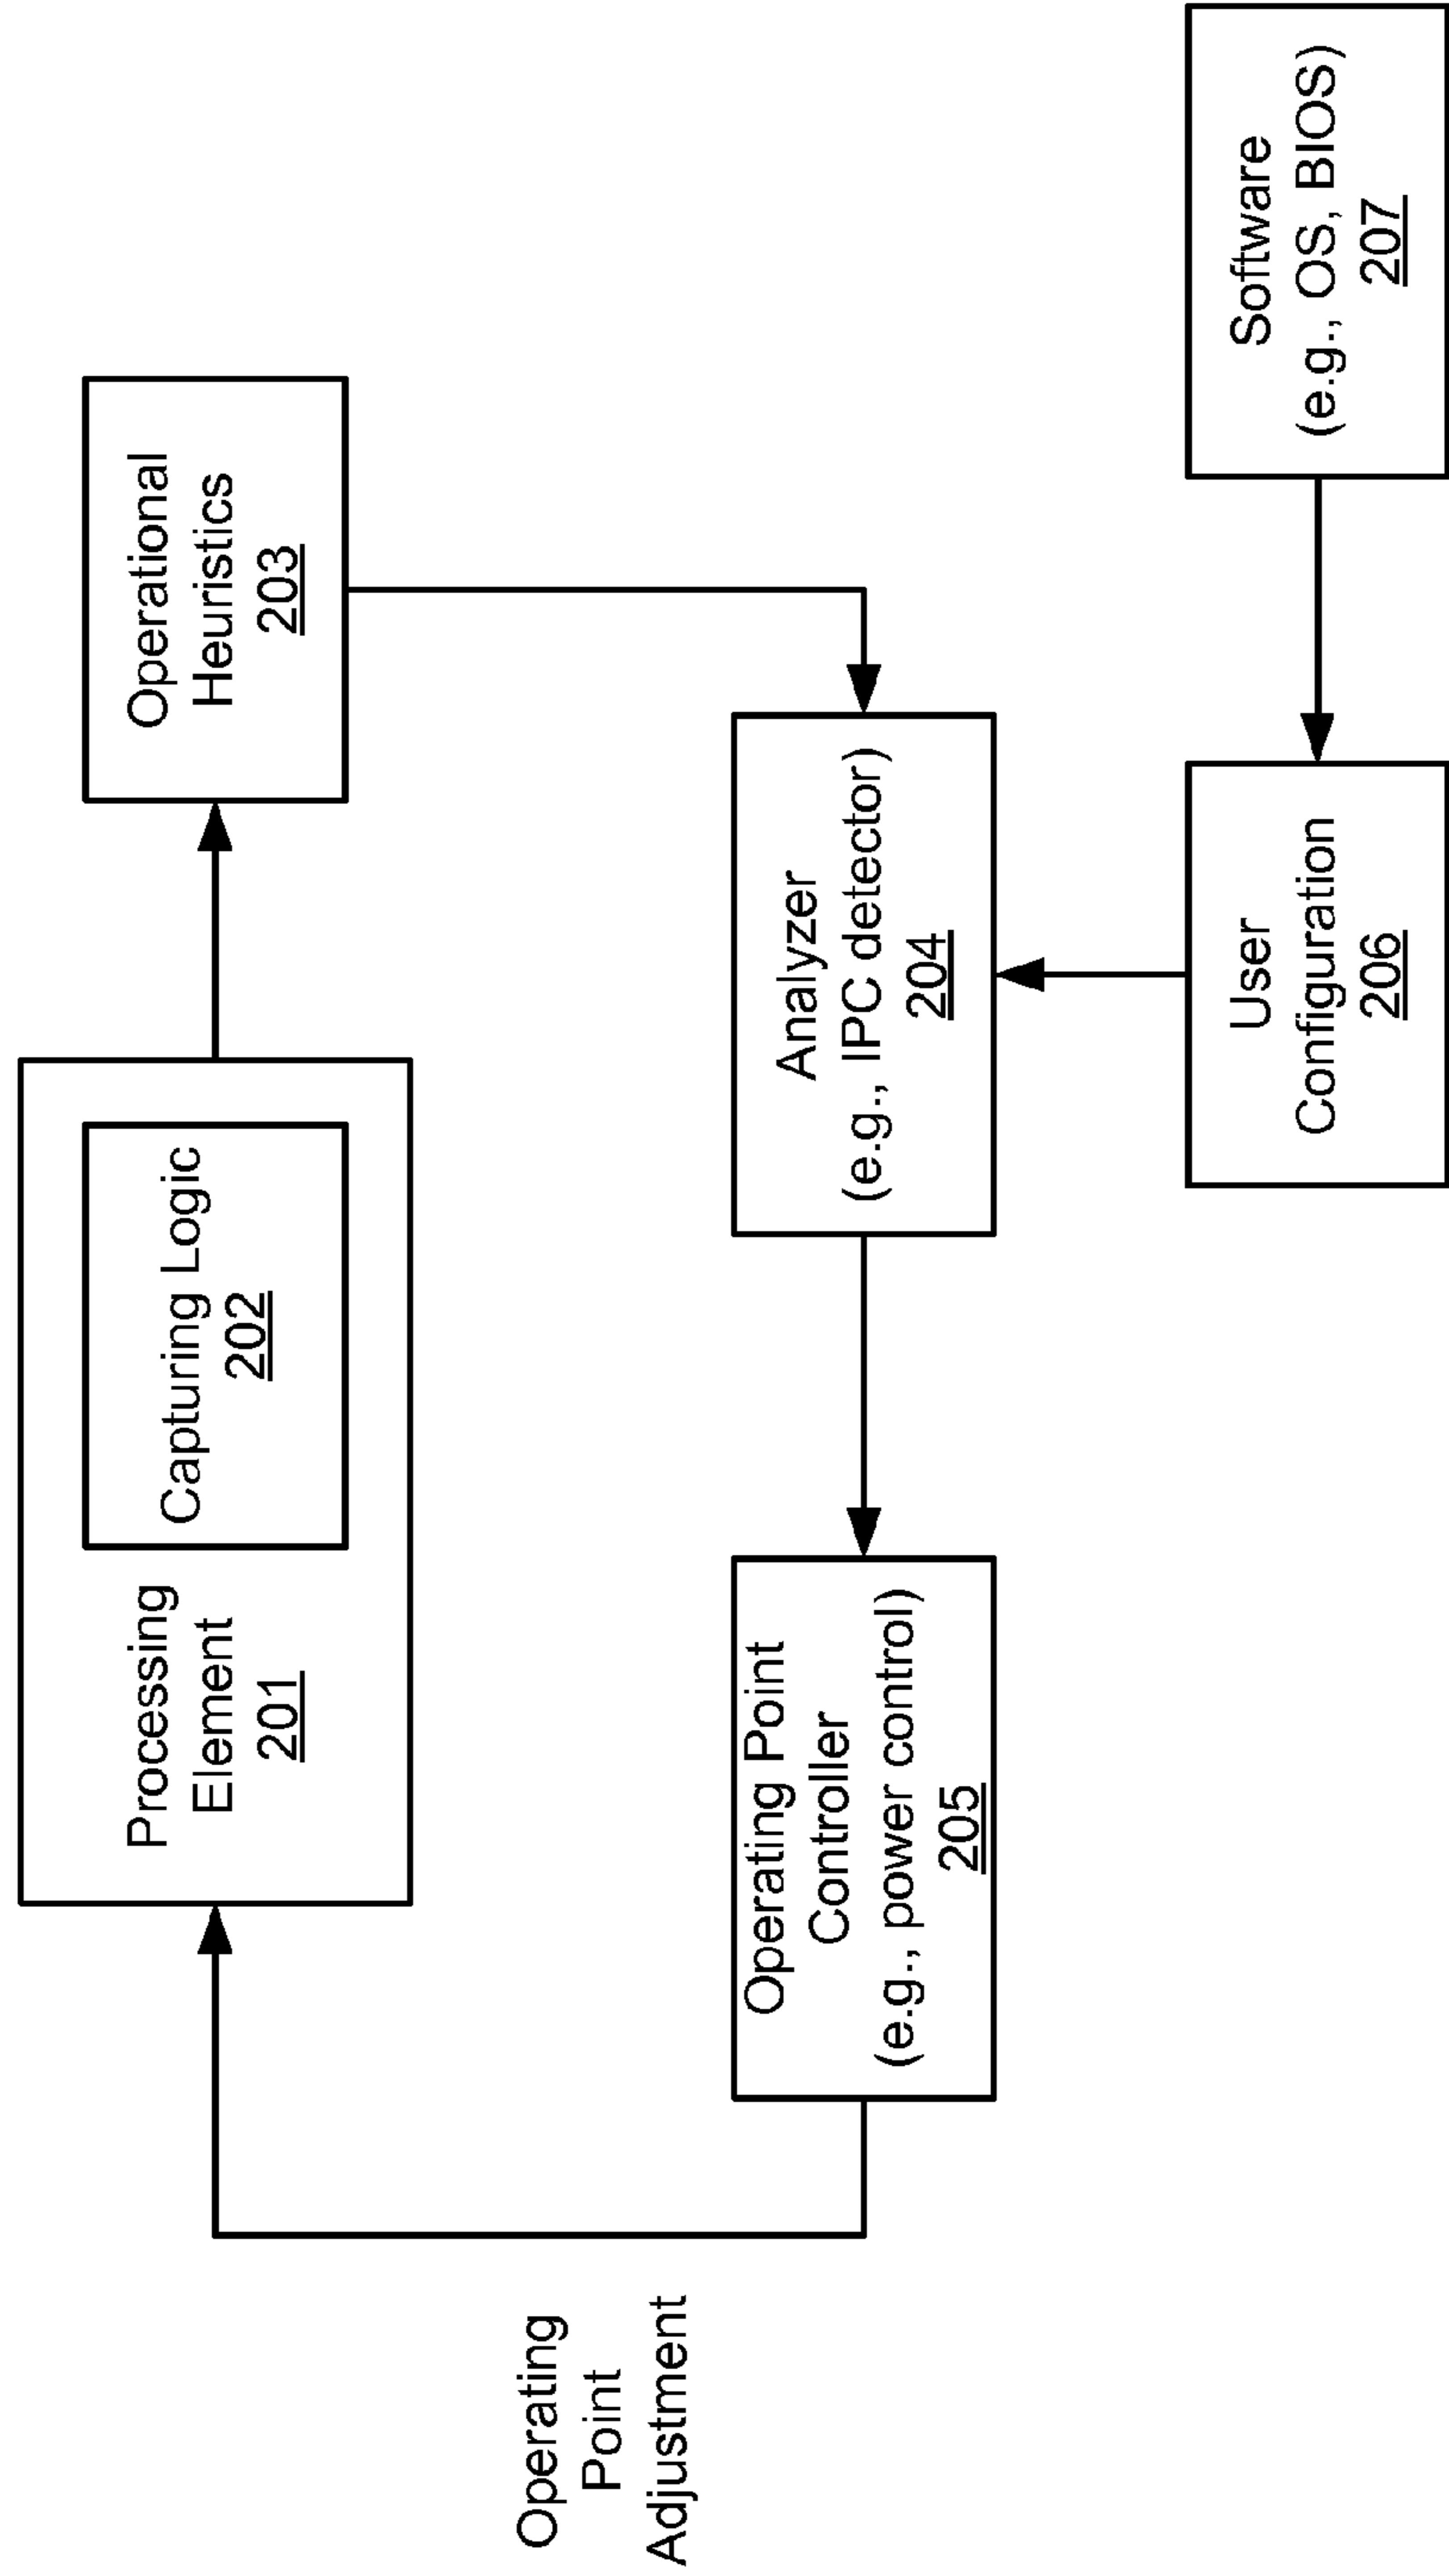 Processing
Element
201
Capturing Logic
202
Operational
Heuristics
203
Operating
Point
Adjustment
Operating Point
Controller
(e.g., power control)
205
Analyzer
(e.g., IPC detector)
204
User
Configuration
206
Software
(e.g., OS, BIOS)
207